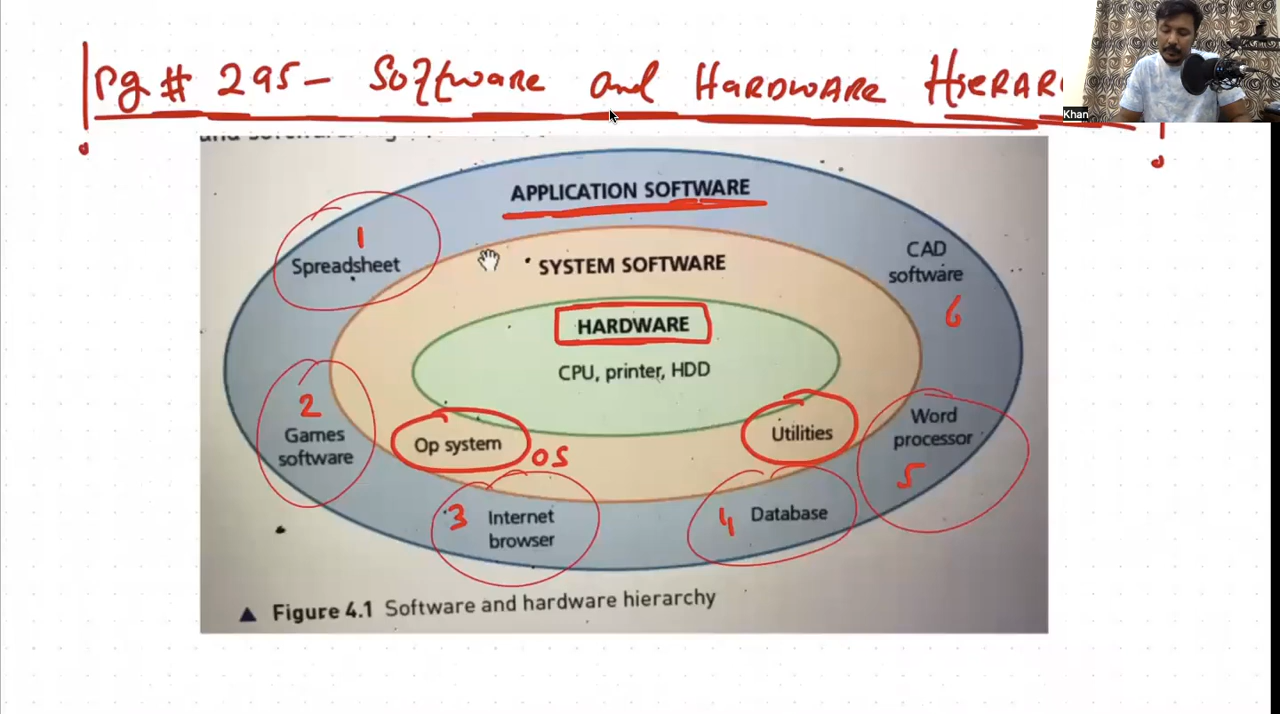 Pg # 295 - Software and HARDWARE HIERAR
Khan
APPLICATION SOFTWARE
1
Spreadsheet
SYSTEM SOFTWARE
CAD
software
6
HARDWARE
CPU, printer, HDD
2
Games
software
Op system
OS
Utilities
Word
processor
5
3 Internet
browser
4 Database
▲ Figure 4.1 Software and hardware hierarchy